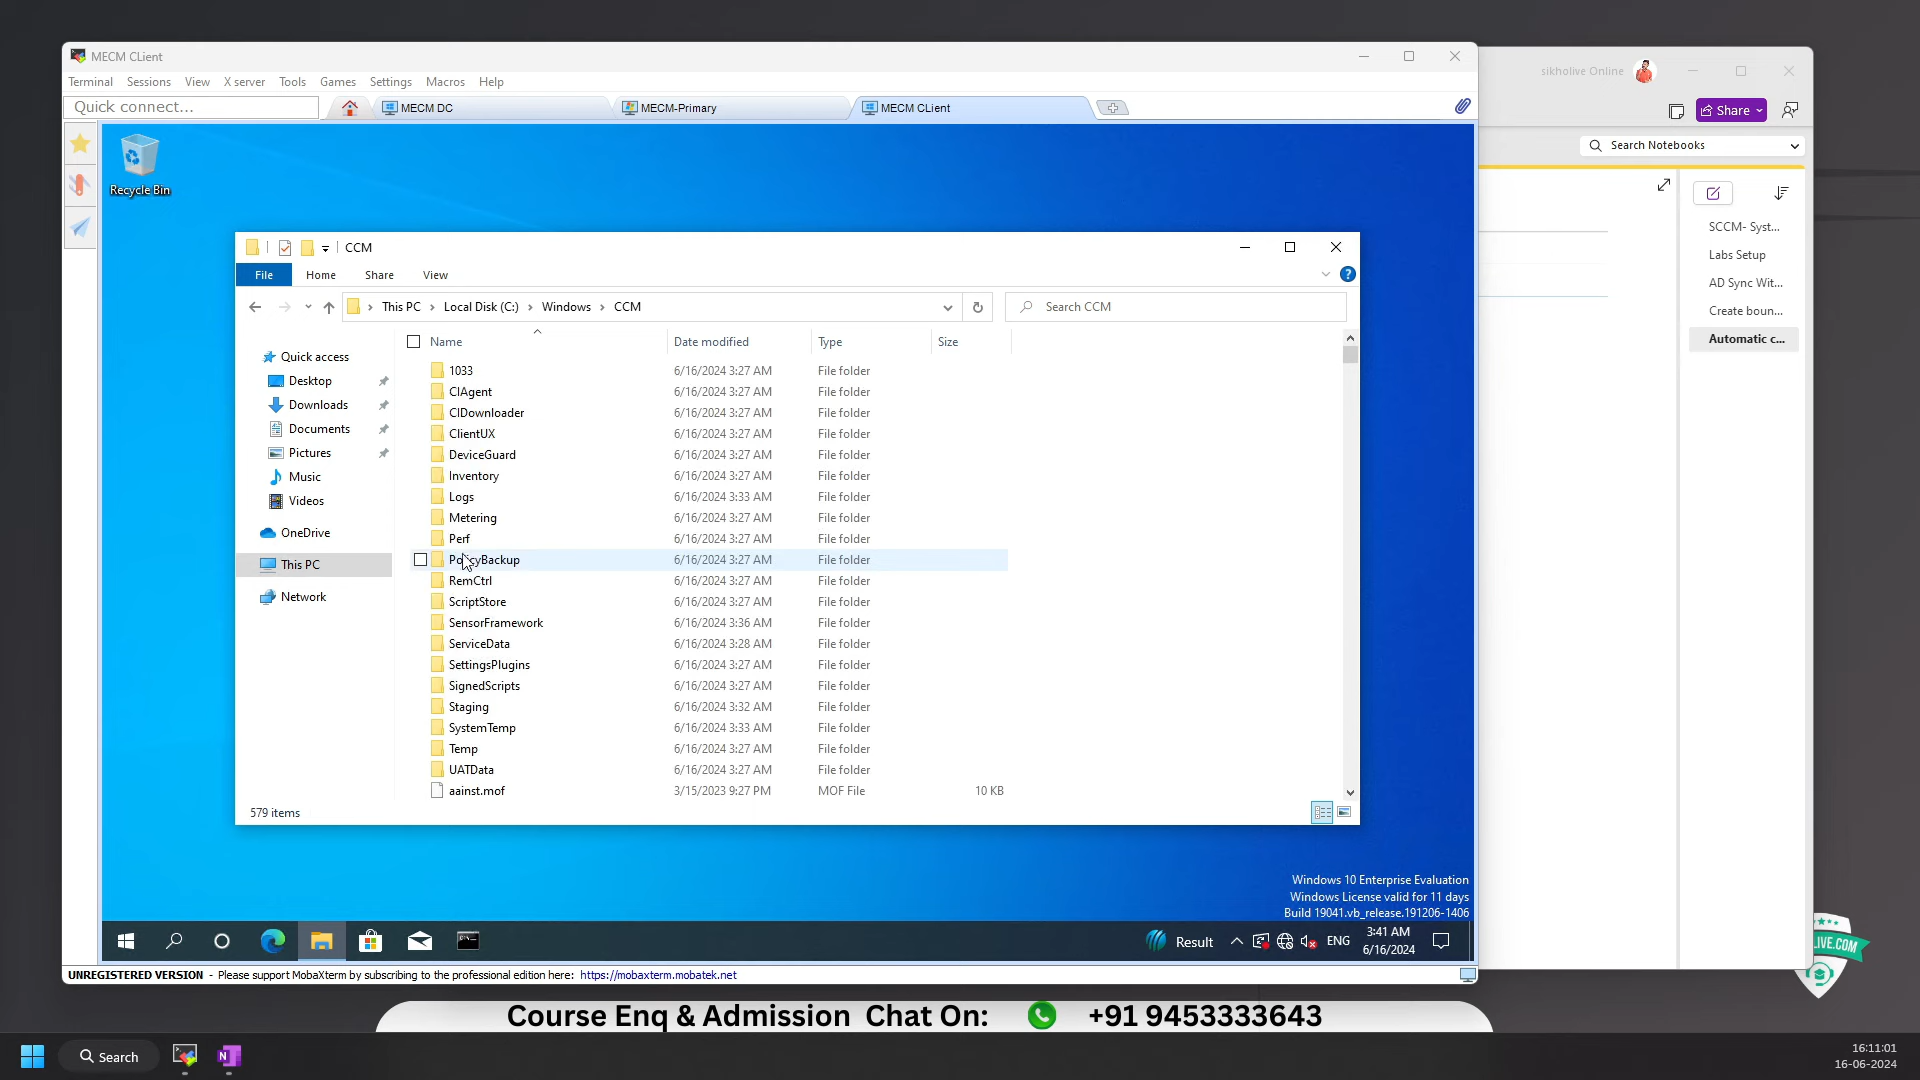 MECM CLient
Terminal Sessions View X server Tools Games Settings Macros Help
Quick connect...
MECM DC
MECM-Primary
MECM CLient
sikholive Online
Share
Search Notebooks
SCCM- Syst...
Labs Setup
AD Sync Wit...
Create boun...
Automatic c...
Recycle Bin
CCM
File Home Share View
This PC › Local Disk (C:) › Windows › CCM
Search CCM
Quick access
Desktop
Downloads
Documents
Pictures
Music
Videos
OneDrive
This PC
Network
Name Date modified Type Size
1033 6/16/2024 3:27 AM File folder
CIAgent 6/16/2024 3:27 AM File folder
CIDownloader 6/16/2024 3:27 AM File folder
ClientUX 6/16/2024 3:27 AM File folder
DeviceGuard 6/16/2024 3:27 AM File folder
Inventory 6/16/2024 3:27 AM File folder
Logs 6/16/2024 3:33 AM File folder
Metering 6/16/2024 3:27 AM File folder
Perf 6/16/2024 3:27 AM File folder
PolicyBackup 6/16/2024 3:27 AM File folder
RemCtrl 6/16/2024 3:27 AM File folder
ScriptStore 6/16/2024 3:27 AM File folder
SensorFramework 6/16/2024 3:36 AM File folder
ServiceData 6/16/2024 3:28 AM File folder
SettingsPlugins 6/16/2024 3:27 AM File folder
SignedScripts 6/16/2024 3:27 AM File folder
Staging 6/16/2024 3:32 AM File folder
SystemTemp 6/16/2024 3:33 AM File folder
Temp 6/16/2024 3:27 AM File folder
UATData 6/16/2024 3:27 AM File folder
aainst.mof 3/15/2023 9:27 PM MOF File 10 KB
579 items
Windows 10 Enterprise Evaluation
Windows License valid for 11 days
Build 19041.vb_release.191206-1406
Result
ENG
3:41 AM
6/16/2024
UNREGISTERED VERSION - Please support MobaXterm by subscribing to the professional edition here: https://mobaxterm.mobatek.net
LIVE.COM
Course Enq & Admission Chat On: +91 9453333643
Search
16:11:01
16-06-2024